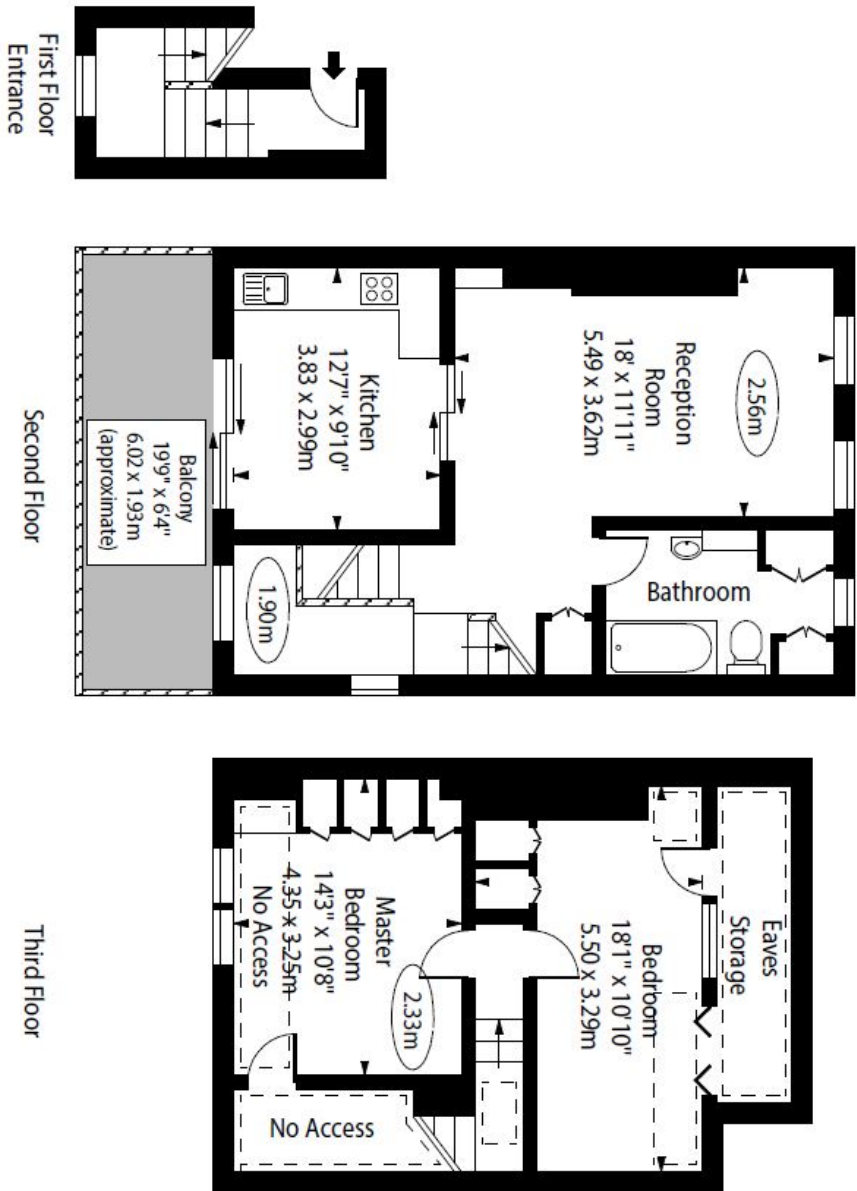 First Floor
Entrance
Second Floor
Balcony
19'9" x 6'4"
6.02 x 1.93m
(approximate)
Kitchen
12'7" x 9'10"
3.83 x 2.99m
Reception
Room
18' x 11'11"
5.49 x 3.62m
2.56m
1.90m
Bathroom
Third Floor
Master
Bedroom
14'3" x 10'8"
4.35 x 3.25m
No Access
2.33m
No Access
Bedroom
18'1" x 10'10"
5.50 x 3.29m
Eaves
Storage